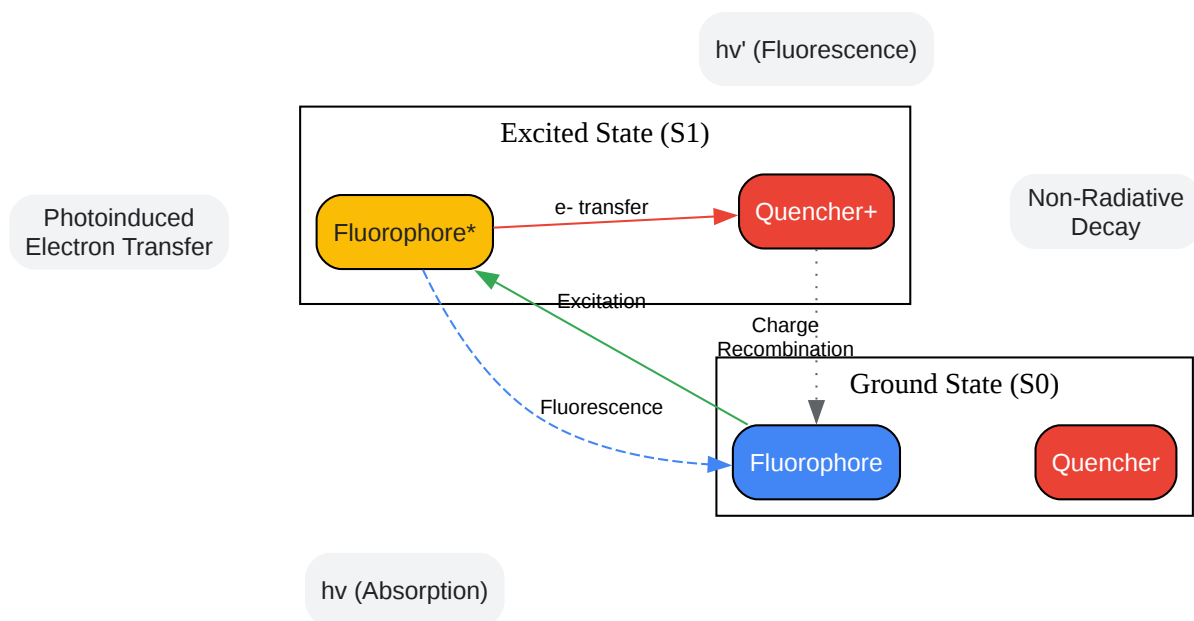 hv' (Fluorescence)
Excited State (S1)
Photoinduced
Electron Transfer
Fluorophore*
e- transfer
Quencher+
Non-Radiative
Decay
Excitation
Charge
Recombination
Ground State (S0)
Fluorescence
Fluorophore
Quencher
hv (Absorption)